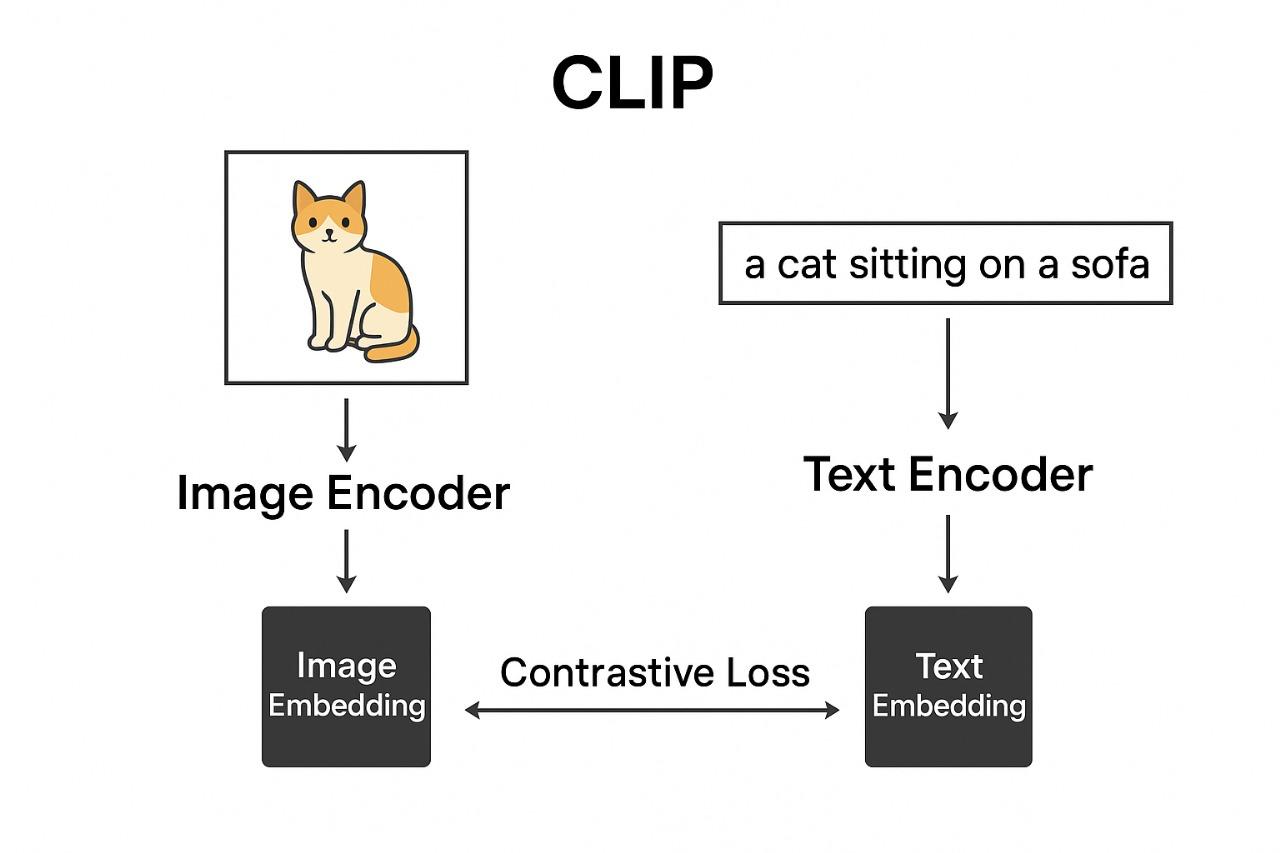 CLIP
a cat sitting on a sofa
Image Encoder
Text Encoder
Image
Embedding
Contrastive Loss
Text
Embedding